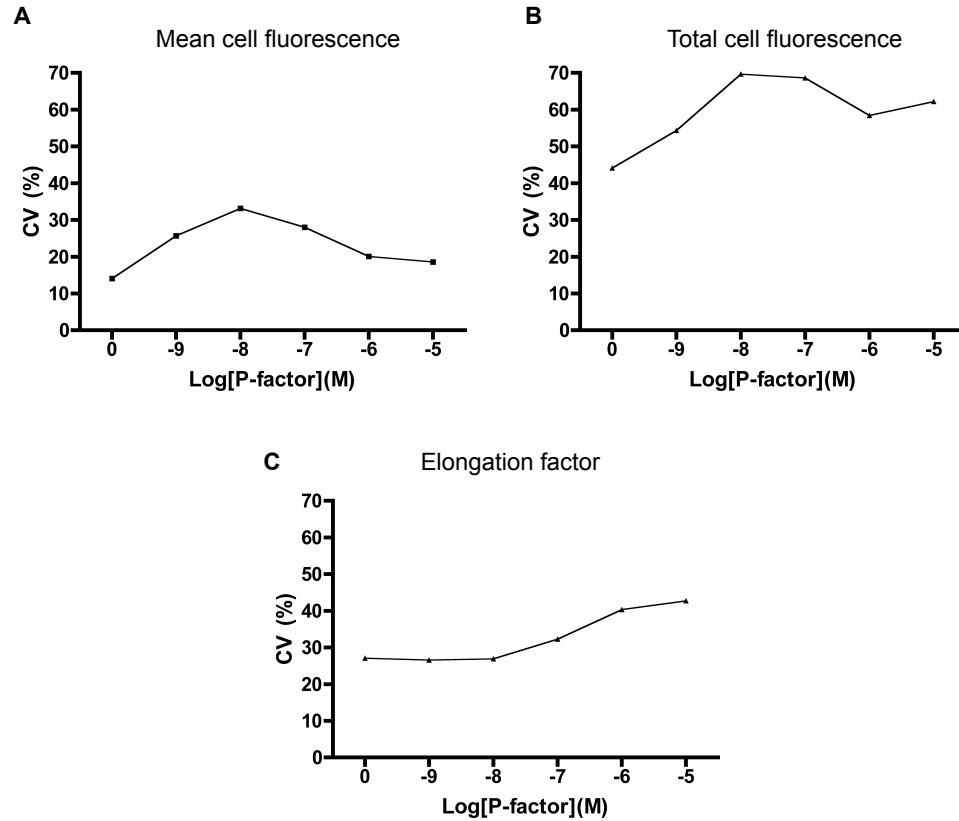 A
Mean cell fluorescence
70
60
50
40
30
20
10
0
CV (%)
0 -9 -8 -7 -6 -5
Log[P-factor](M)
B
Total cell fluorescence
70
60
50
40
30
20
10
0
CV (%)
0 -9 -8 -7 -6 -5
Log[P-factor](M)
C
Elongation factor
70
60
50
40
30
20
10
0
CV (%)
0 -9 -8 -7 -6 -5
Log[P-factor](M)